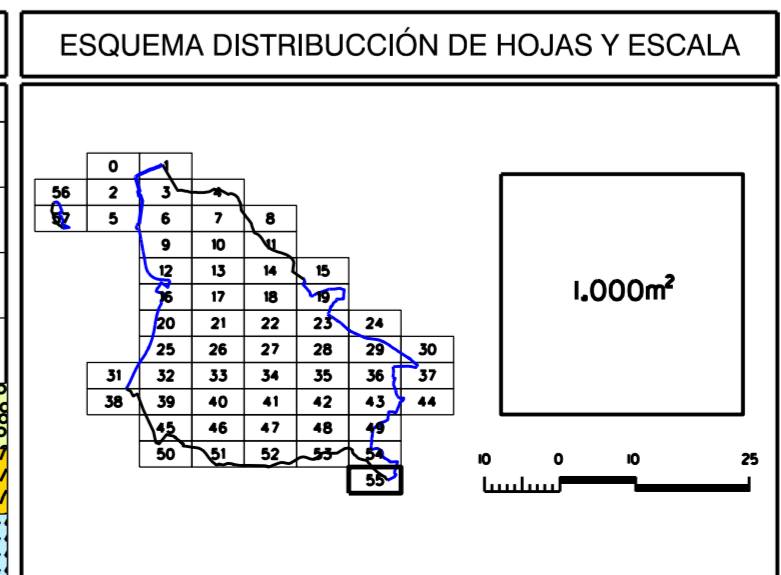 ESQUEMA DISTRIBUCCIÓN DE HOJAS Y ESCALA
0 1
56 2 3 4
57 5 6 7 8
9 10 11
12 13 14 15
16 17 18 19
20 21 22 23 24
25 26 27 28 29 30
31 32 33 34 35 36 37
38 39 40 41 42 43 44
45 46 47 48 49
50 51 52 53 54
55
1.000m²
10 0 10 25